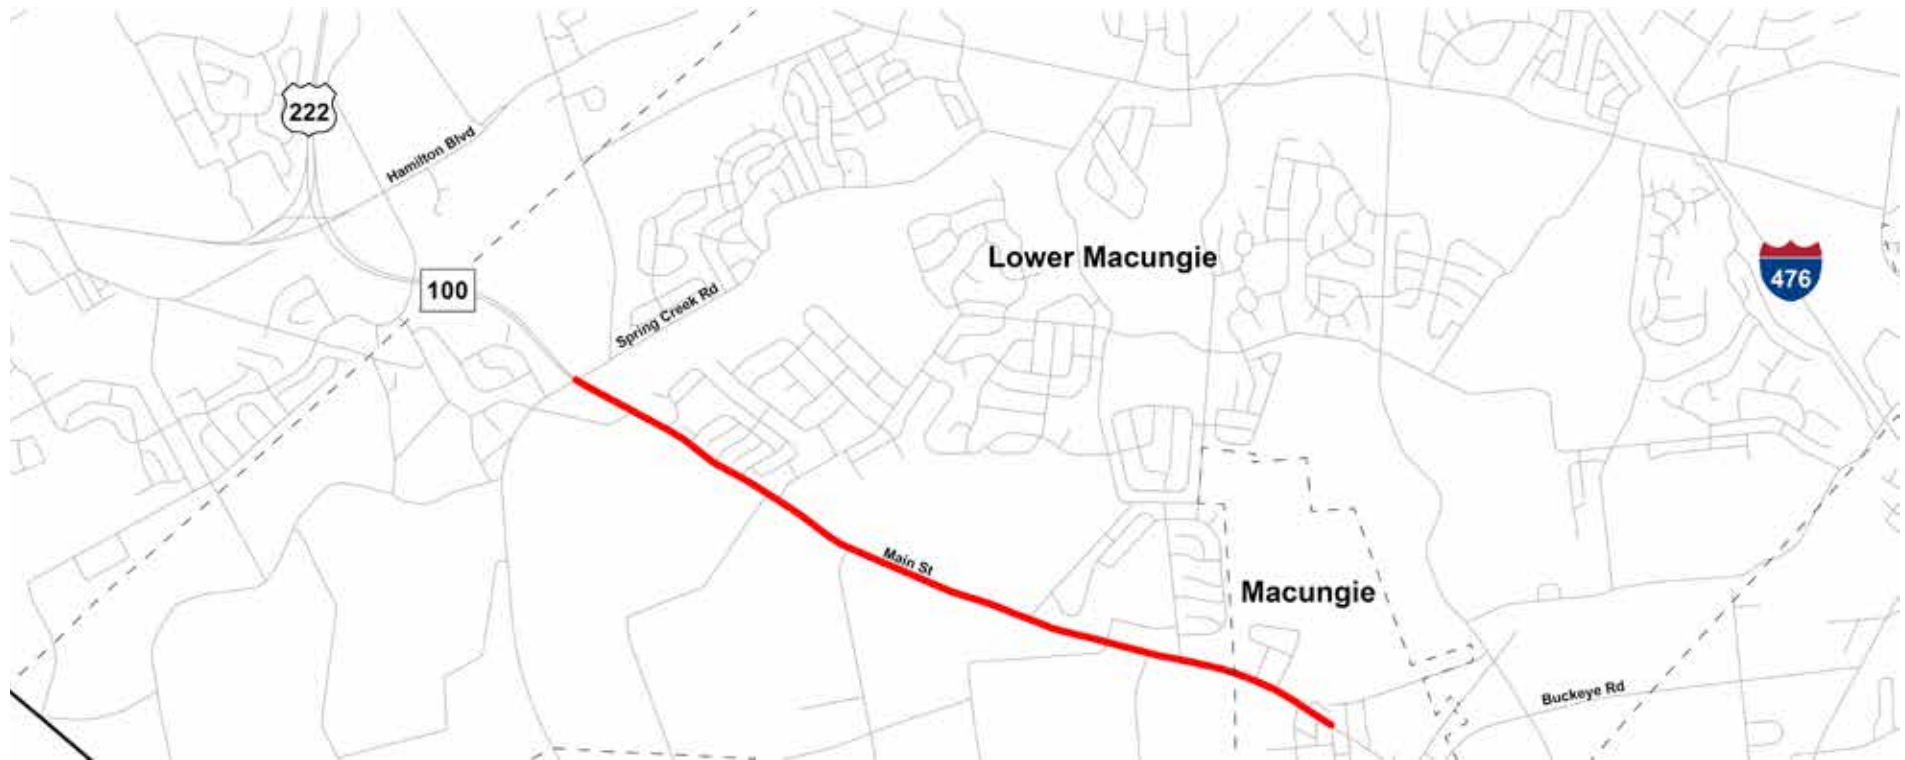 222
Hamilton Blvd
Lower Macungie
476
100
Spring Creek Rd
Main St
Macungie
Buckeye Rd